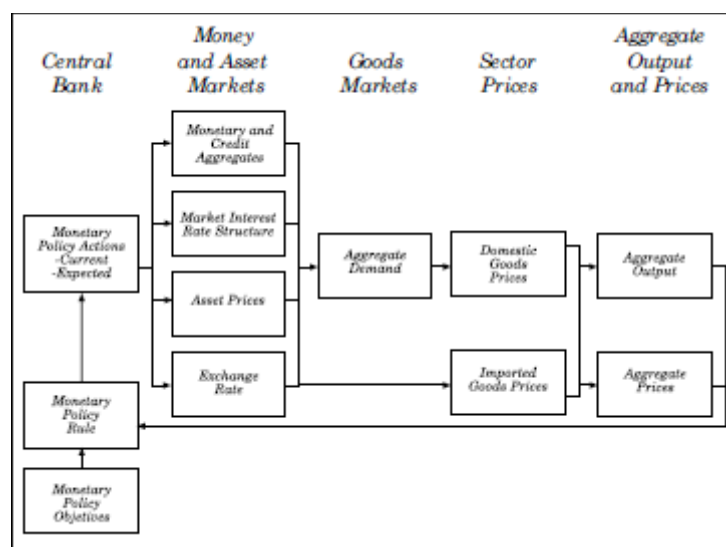 Central
Bank
Money
and Asset
Markets
Goods
Markets
Sector
Prices
Aggregate
Output
and Prices
Monetary and
Credit
Aggregates
Market Interest
Rate Structure
Monetary
Policy Actions
-Current
-Expected
Asset Prices
Exchange
Rate
Aggregate
Demand
Domestic
Goods
Prices
Imported
Goods Prices
Aggregate
Output
Aggregate
Prices
Monetary
Policy
Rule
Monetary
Policy
Objetives